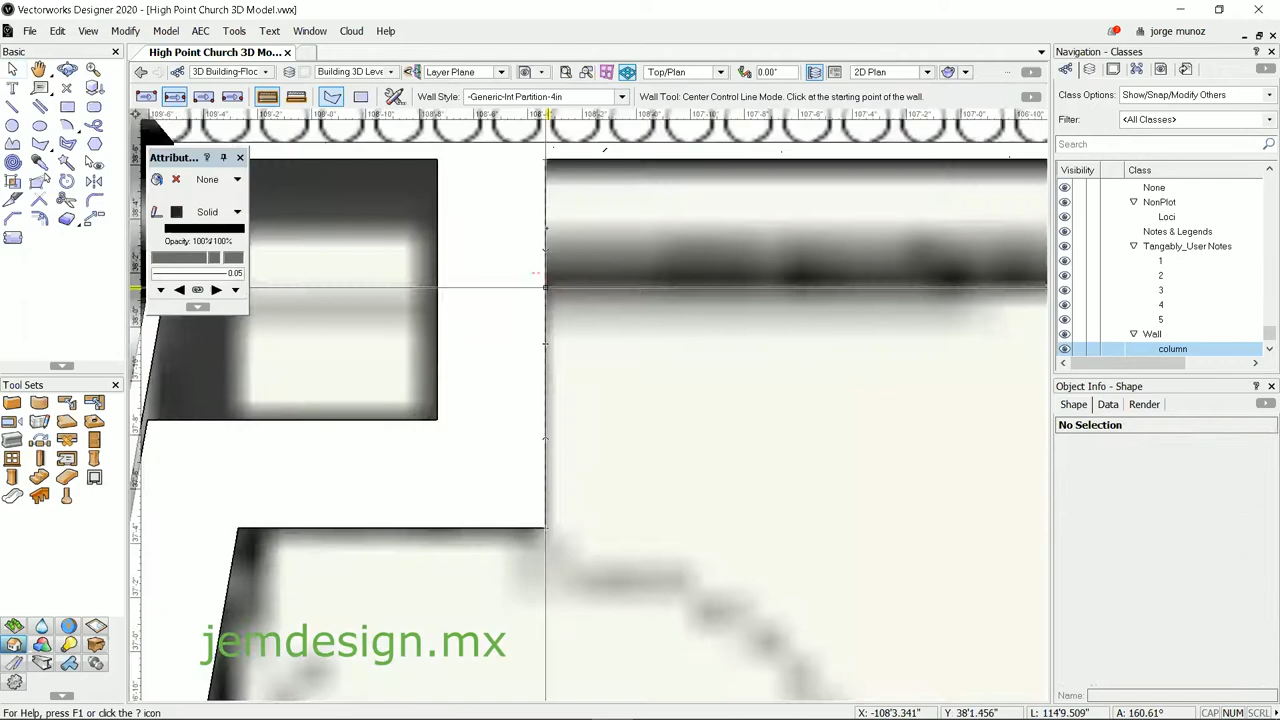 Vectorworks Designer 2020 - [High Point Church 3D Model.vwx]
File Edit View Modify Model AEC Tools Text Window Cloud Help
jorge munoz
Basic
High Point Church 3D Mo...
Navigation - Classes
3D Building-Floc
Building 3D Leve
Layer Plane
Top/Plan
0.00°
2D Plan
Wall Style: -Generic-Int Partition-4in
Wall Tool: Custom Control Line Mode. Click at the starting point of the wall.
Class Options: Show/Snap/Modify Others
Filter: <All Classes>
Search
Visibility Class
None
NonPlot
Loci
Notes & Legends
Tangably_User Notes
1
2
3
4
5
Wall
column
Attribut... ?
None
Solid
Opacity: 100%/100%
0.05
Tool Sets
Object Info - Shape
Shape Data Render
No Selection
Name:
jemdesign.mx
For Help, press F1 or click the ? icon
X: -108'3.341" Y: 38'1.456" L: 114'9.509" A: 160.61° CAP NUM SCRL